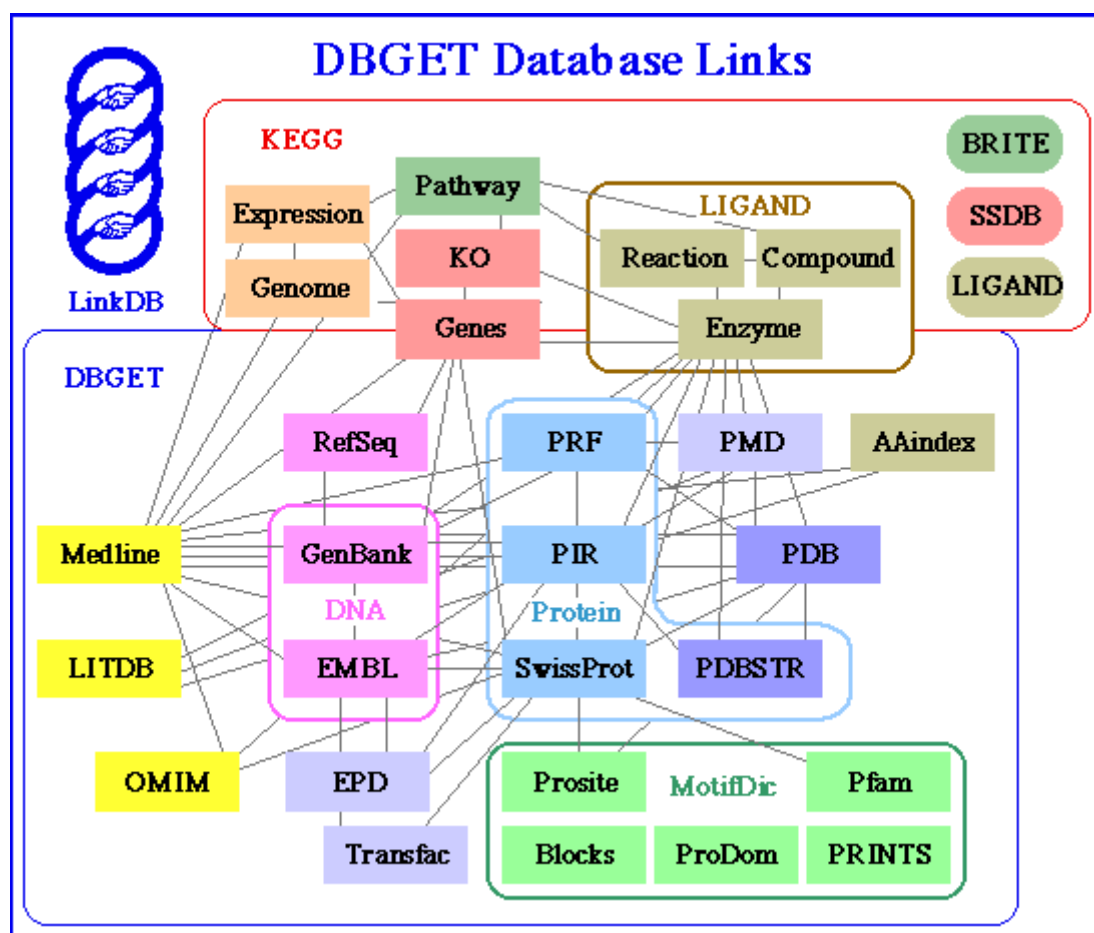 DBGET Database Links
KEGG
BRITE
Pathway
Expression
LIGAND
SSDB
KO
Reaction
Compound
Genome
LIGAND
LinkDB
Genes
Enzyme
DBGET
RefSeq
PRF
PMD
AAindex
Medline
GenBank
PIR
PDB
DNA
Protein
LITDB
EMBL
SwissProt
PDBSTR
OMIM
EPD
Prosite
MotifDic
Pfam
Transfac
Blocks
ProDom
PRINTS